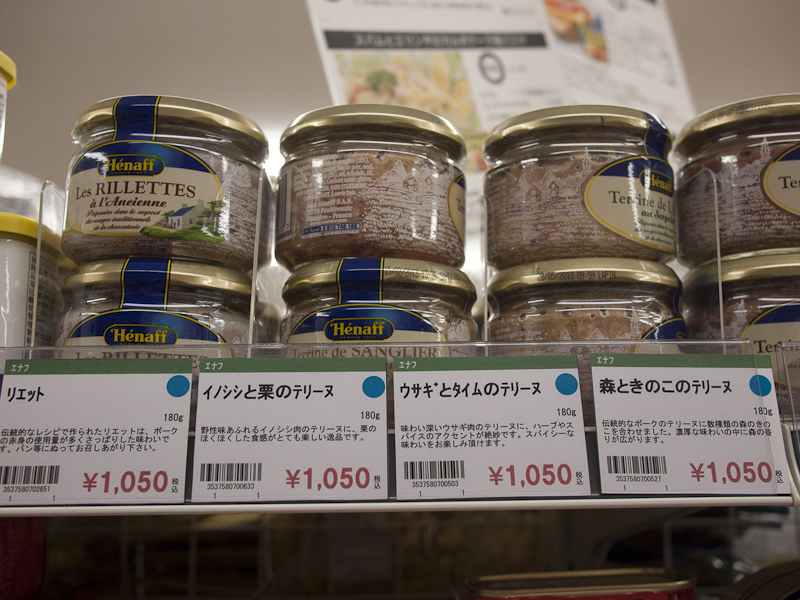 Hénaff
Les RILLETTES
à l'Ancienne
Préparées dans le respect
des usages traditionnels
de la charcuterie
Hénaff
Terrine de
Hénaff
RILLETTES
Hénaff
Terrine de SANGLIER
エナフ
リエット
180g
伝統的なレシピで作られたリエットは、ポーク
の赤身の使用量が多くさっぱりした味わいで
す。パン等にぬってお召しあがり下さい。
3537580702651
¥1,050
税込
エナフ
イノシシと栗のテリーヌ
180g
野性味あふれるイノシシ肉のテリーヌに、栗の
ほくほくした食感がとても楽しい逸品です。
3537580700633
¥1,050
税込
エナフ
ウサギとタイムのテリーヌ
180g
味わい深いウサギ肉のテリーヌに、ハーブやス
パイスのアクセントが絶妙です。スパイシーな
味わをお楽しみ頂けます。
3537580700503
¥1,050
税込
エナフ
森ときのこのテリーヌ
180g
伝統的なポークのテリーヌに数種類の森のきの
こを合わせました。濃厚な味わいの中に森の香
りが広がります。
3537580700527
¥1,050
税込